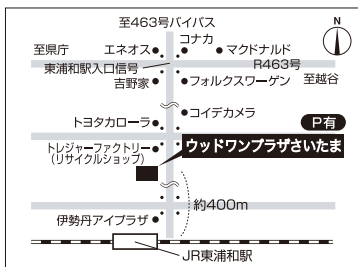 至463号バイパス
N
コナカ
至県庁
エネオス
マクドナルド
東浦和駅入口信号
R463号
吉野家
フォルクスワーゲン
至越谷
コイデカメラ
トヨタカローラ
P有
トレジャーファクトリー
(リサイクルショップ)
ウッドワンプラザさいたま
約400m
伊勢丹アイプラザ
JR東浦和駅